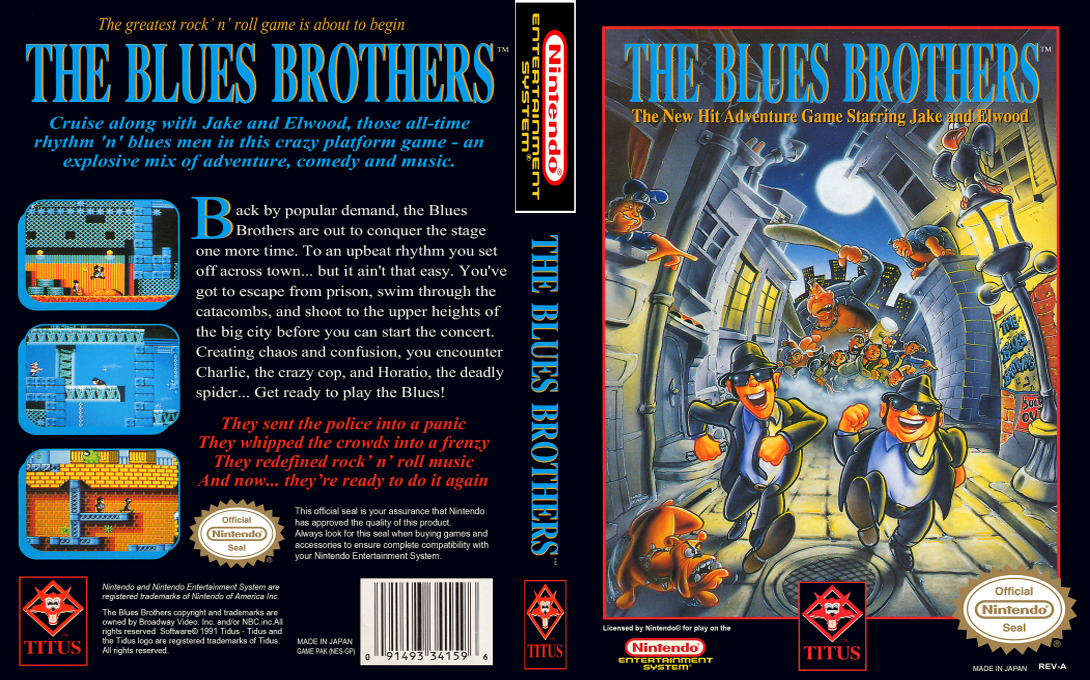 The greatest rock' n' roll game is about to begin
THE BLUES BROTHERS™
Cruise along with Jake and Elwood, those all-time
rhythm 'n' blues men in this crazy platform game - an
explosive mix of adventure, comedy and music.
Back by popular demand, the Blues
Brothers are out to conquer the stage
one more time. To an upbeat rhythm you set
off across town... but it ain't that easy. You've
got to escape from prison, swim through the
catacombs, and shoot to the upper heights of
the big city before you can start the concert.
Creating chaos and confusion, you encounter
Charlie, the crazy cop, and Horatio, the deadly
spider... Get ready to play the Blues!
They sent the police into a panic
They whipped the crowds into a frenzy
They redefined rock' n' roll music
And now... they're ready to do it again
Official
Nintendo®
Seal
®
This official seal is your assurance that Nintendo
has approved the quality of this product.
Always look for this seal when buying games and
accessories to ensure complete compatibility with
your Nintendo Entertainment System.
TITUS™
Nintendo and Nintendo Entertainment System are
registered trademarks of Nintendo of America Inc.
The Blues Brothers copyright and trademarks are
owned by Broadway Video. Inc. and/or NBC.inc.All
rights reserved Software© 1991 Titus - Titus and
the Titus logo are registered trademarks of Titus.
All rights reserved.
MADE IN JAPAN
GAME PAK (NES-GP)
0 91493 34159 6
Nintendo®
ENTERTAINMENT
SYSTEM®
THE BLUES BROTHERS™
TITUS
THE BLUES BROTHERS™
The New Hit Adventure Game Starring Jake and Elwood
THE
BLUES
SOLD
OUT
Licensed by Nintendo® for play on the
Nintendo®
ENTERTAINMENT
SYSTEM®
TITUS™
Official
Nintendo®
Seal
®
MADE IN JAPAN
REV-A